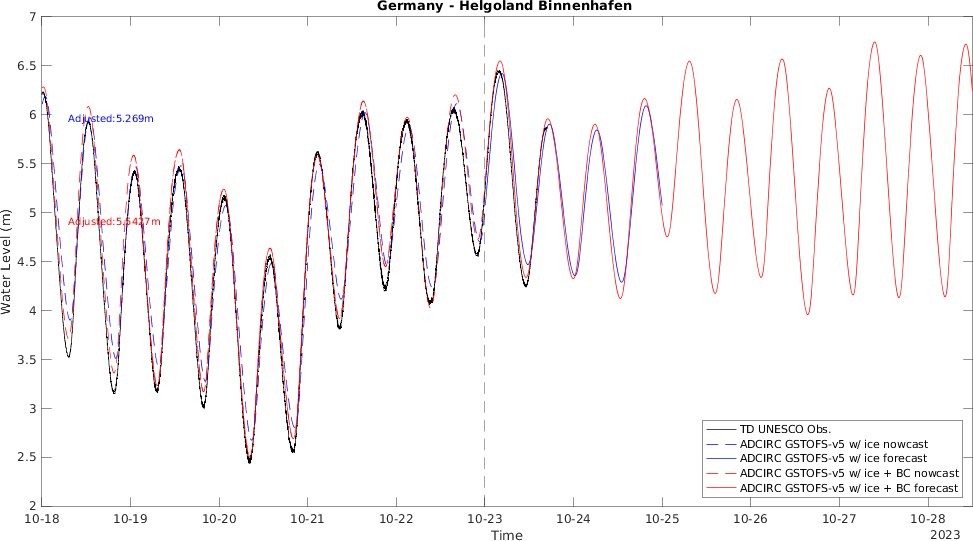 Germany - Helgoland Binnenhafen
7
6.5
6
5.5
5
4.5
4
3.5
3
2.5
2
Water Level (m)
Adjusted:5.269m
Adjusted:5.5427m
TD UNESCO Obs.
ADCIRC GSTOFS-v5 w/ ice nowcast
ADCIRC GSTOFS-v5 w/ ice forecast
ADCIRC GSTOFS-v5 w/ ice + BC nowcast
ADCIRC GSTOFS-v5 w/ ice + BC forecast
10-18 10-19 10-20 10-21 10-22 10-23 10-24 10-25 10-26 10-27 10-28
Time
2023